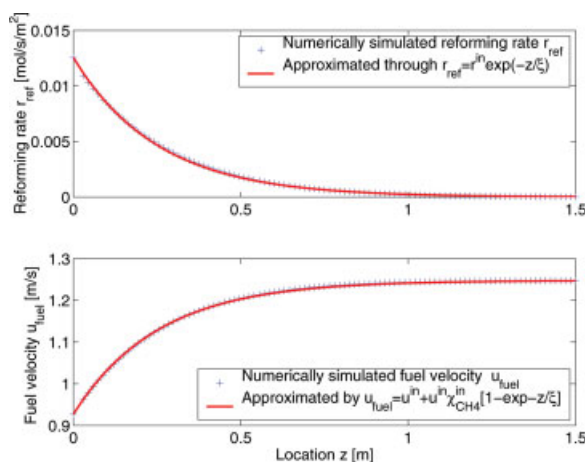 0.015
0.01
0.005
0
Reforming rate r_ref [mol/s/m²]
Numerically simulated reforming rate r_ref
Approximated through r_ref=r^in exp(−z/ξ)
0 0.5 1 1.5
1.3
1.2
1.1
1
0.9
Fuel velocity u_fuel [m/s]
Numerically simulated fuel velocity u_fuel
Approximated by u_fuel=u^in+u^inχ^in_CH4[1−exp−z/ξ]
0 0.5 1 1.5
Location z [m]